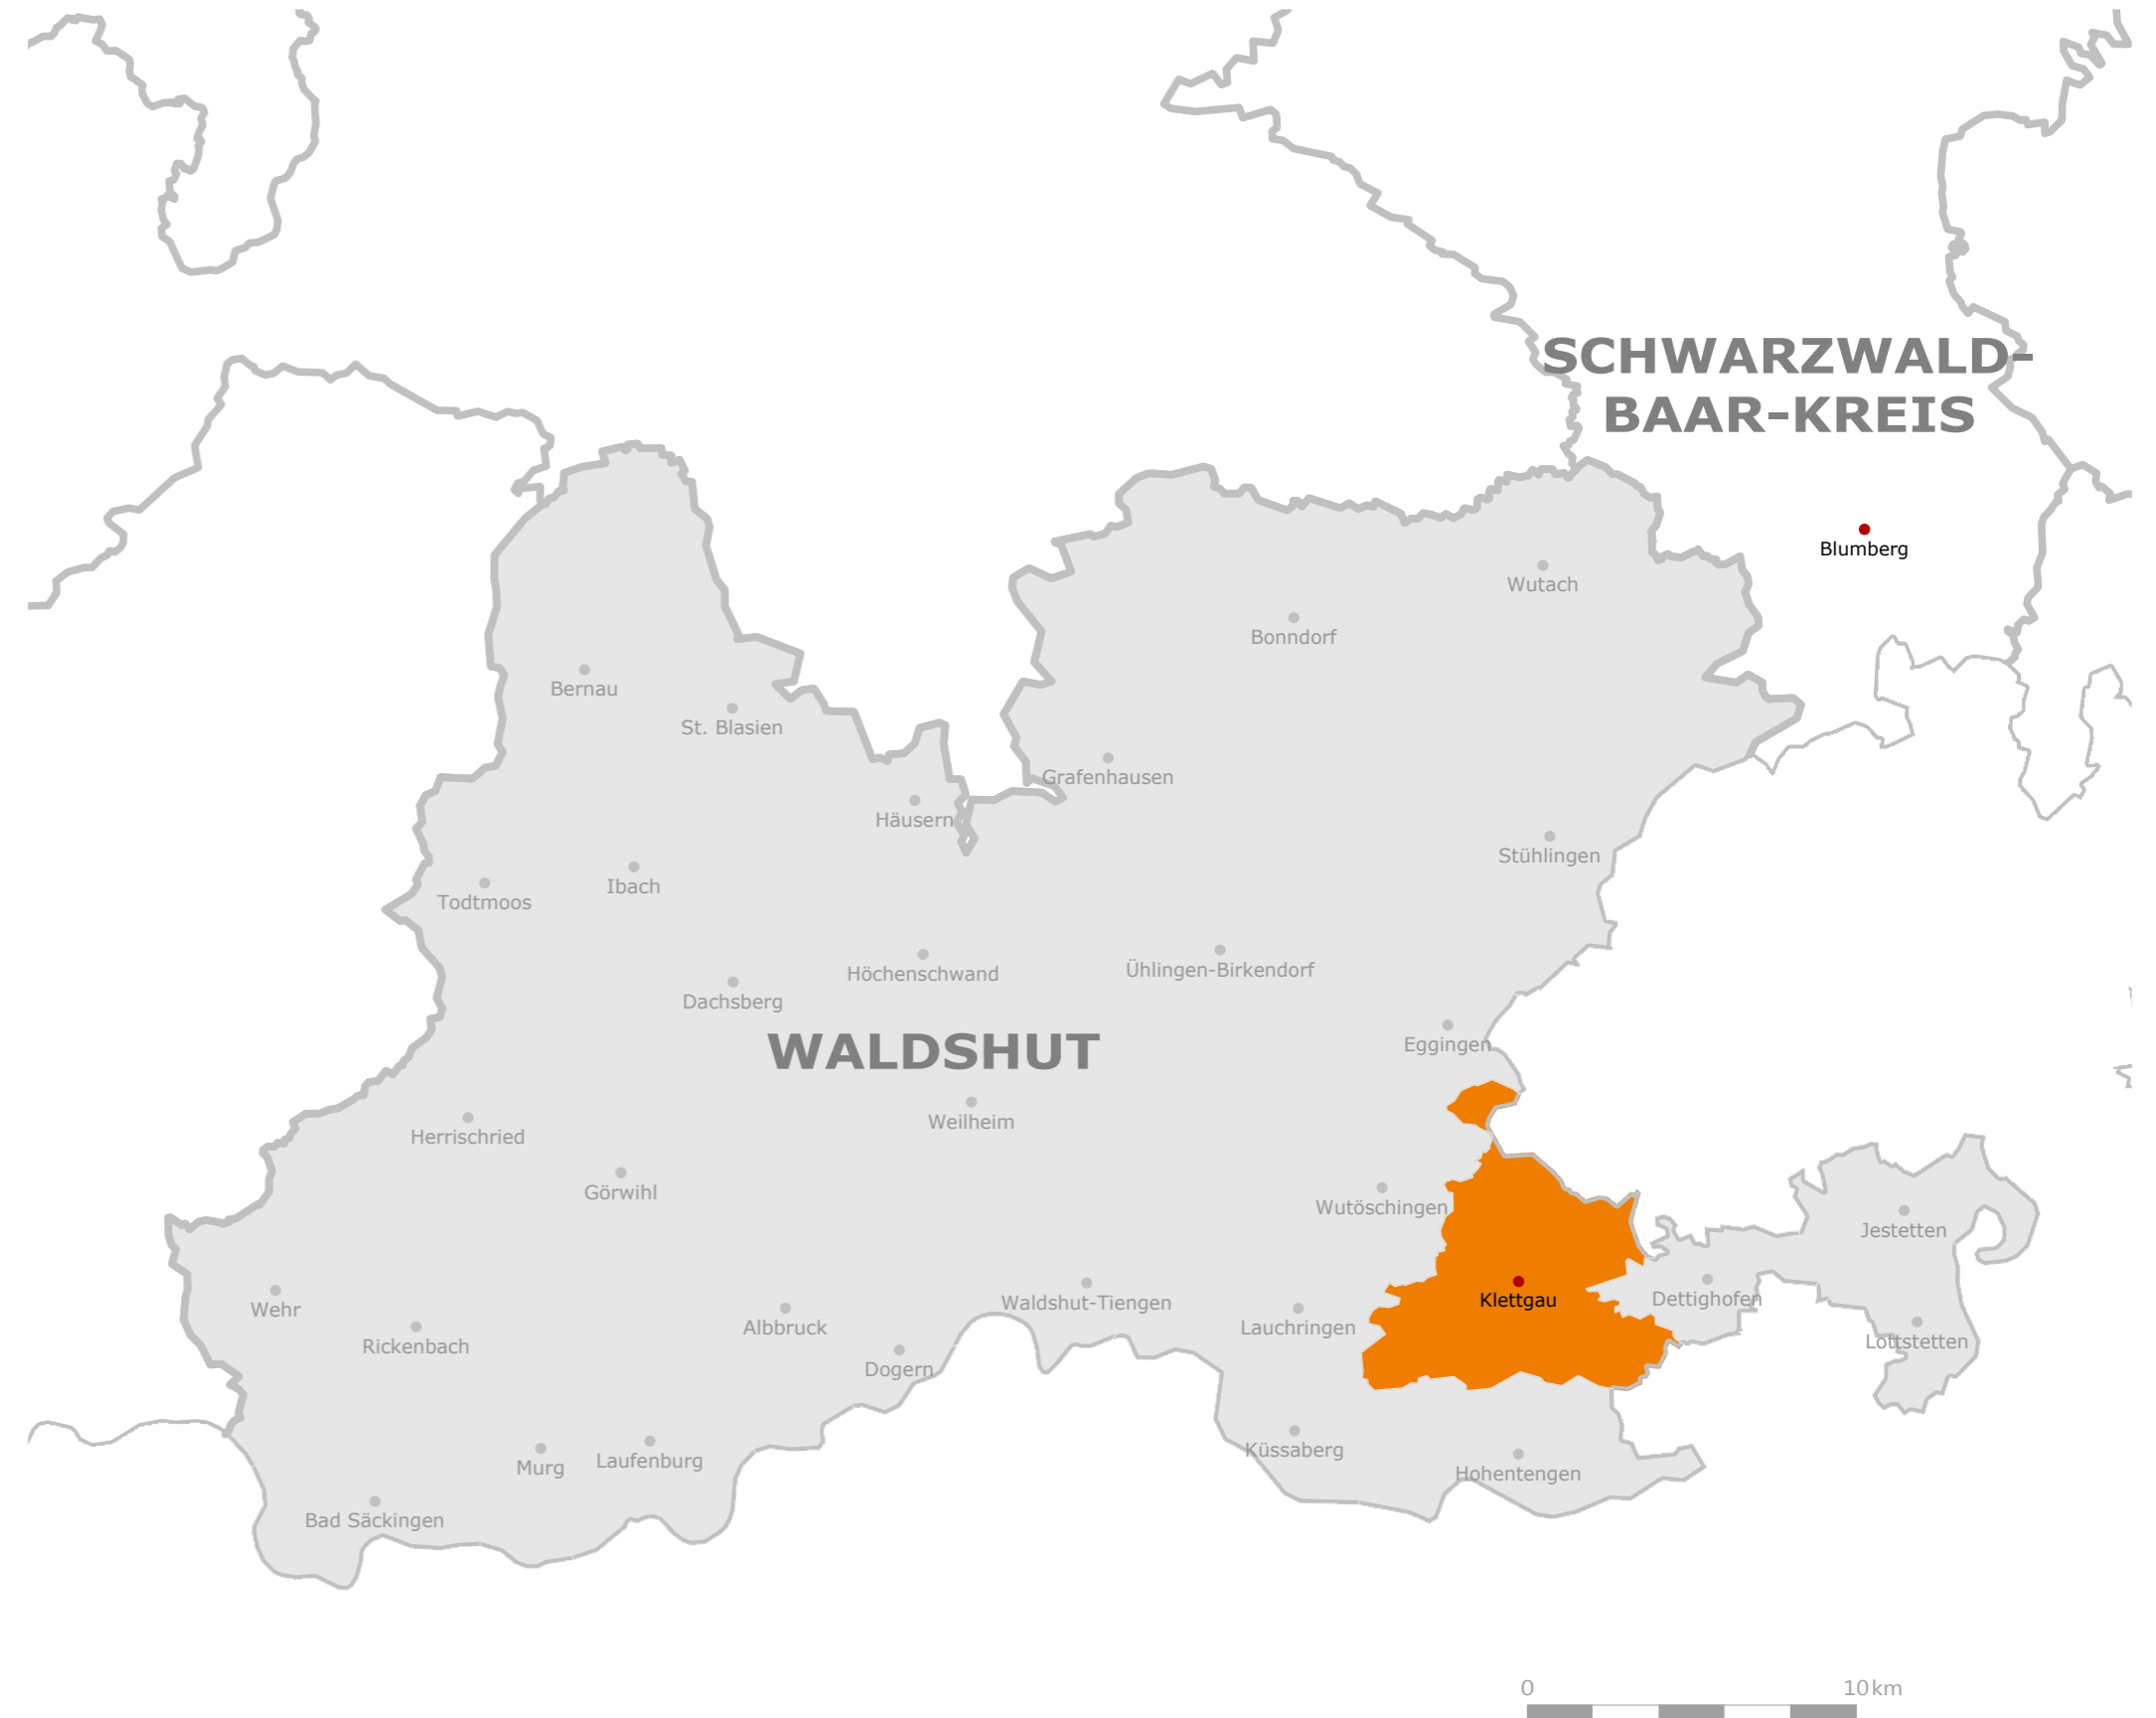 SCHWARZWALD-
BAAR-KREIS
Blumberg
Wutach
Bonndorf
Bernau
St. Blasien
Grafenhausen
Häusern
Stühlingen
Ibach
Todtmoos
Höchenschwand
Ühlingen-Birkendorf
Dachsberg
WALDSHUT
Eggingen
Weilheim
Herrischried
Görwihl
Wutöschingen
Jestetten
Wehr
Waldshut-Tiengen
Klettgau
Dettighofen
Albbruck
Lauchringen
Rickenbach
Lottstetten
Dogern
Küssaberg
Laufenburg
Murg
Hohentengen
Bad Säckingen
0 10 km